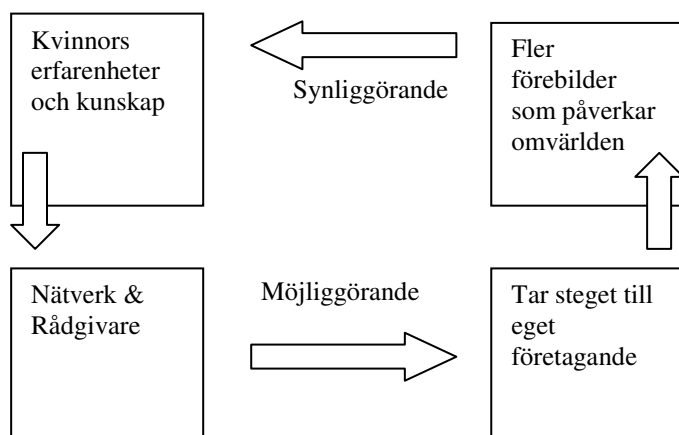 Kvinnors
erfarenheter
och kunskap
Synliggörande
Fler
förebilder
som påverkar
omvärlden
Nätverk &
Rådgivare
Möjliggörande
Tar steget till
eget
företagande